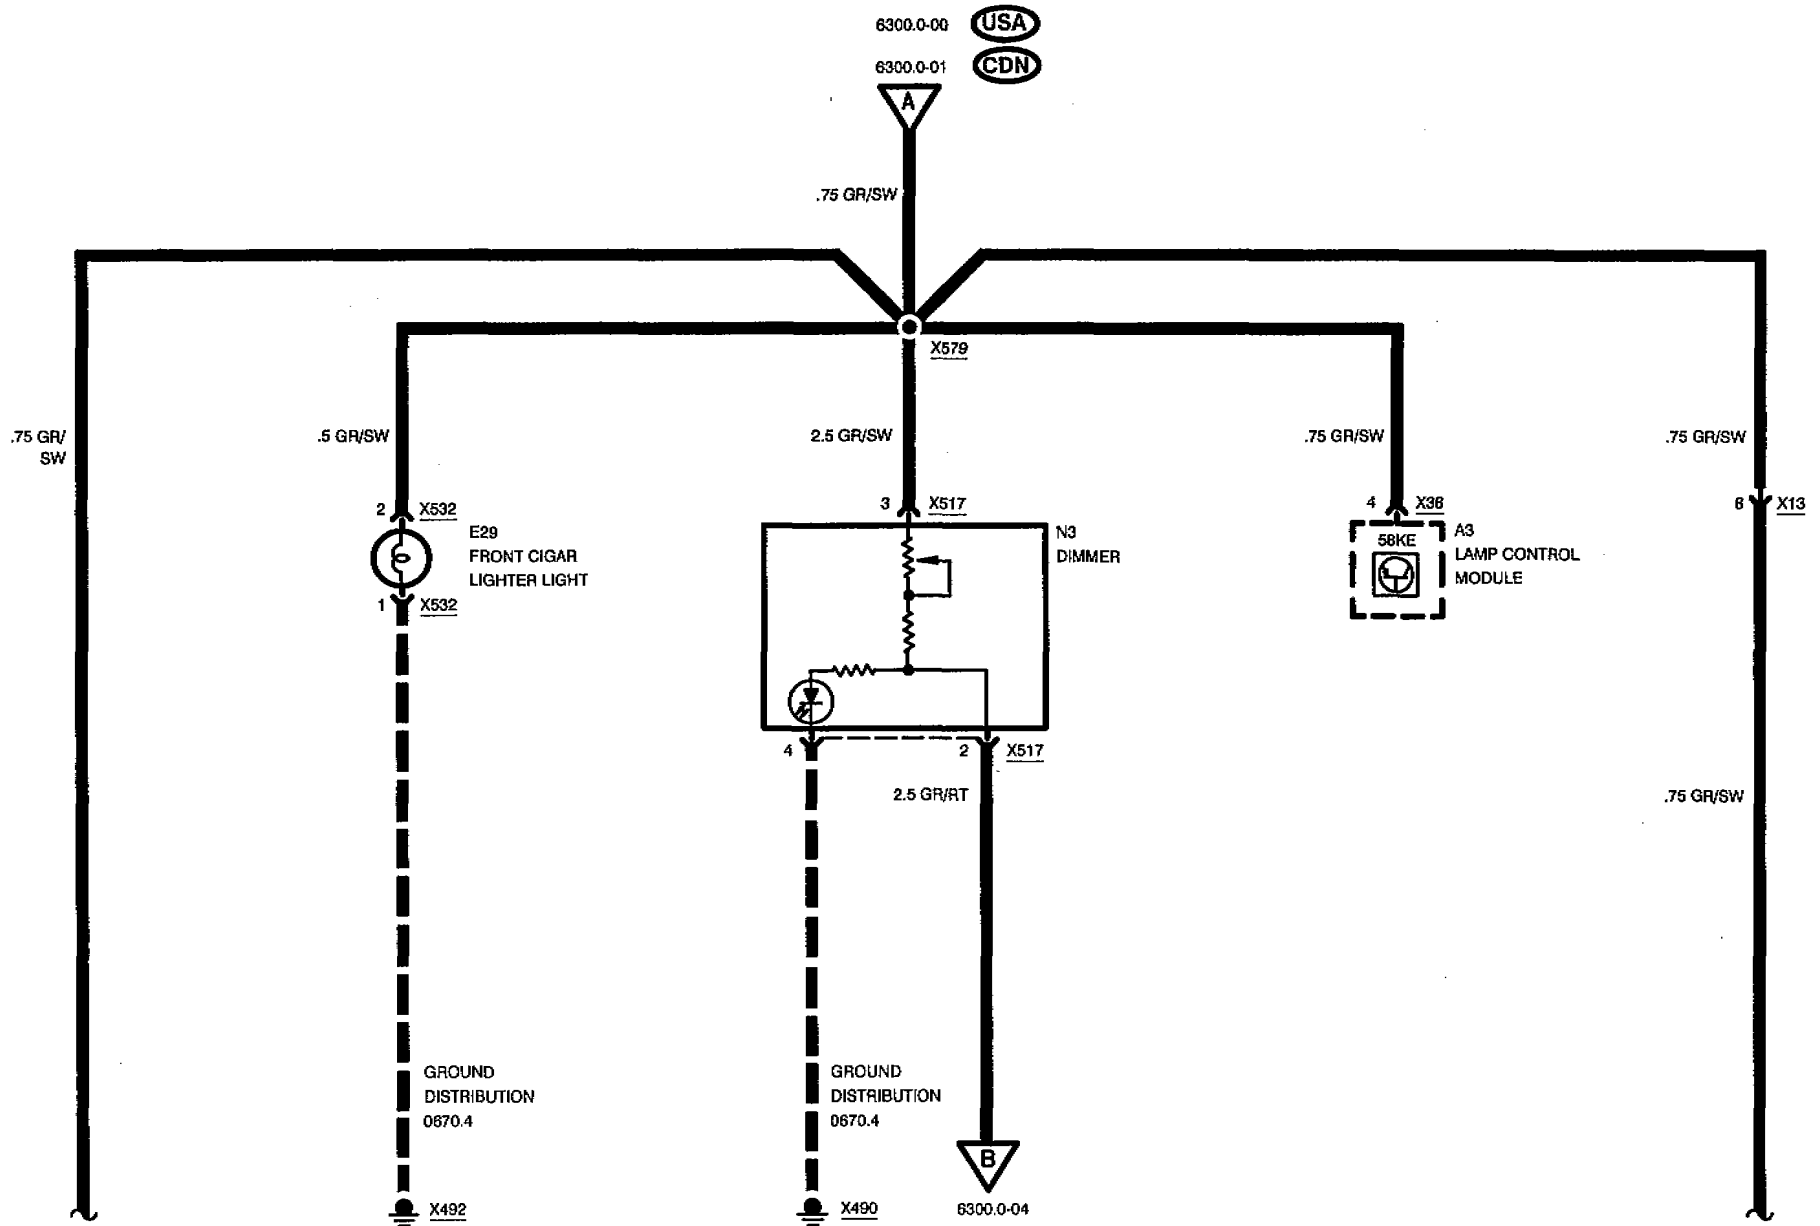 6300.0-00 USA
6300.0-01 CDN
A
.75 GR/SW
X579
.75 GR/
SW
.5 GR/SW
2.5 GR/SW
.75 GR/SW
.75 GR/SW
2 X532
3 X517
4 X36
6 X13
E29
FRONT CIGAR
LIGHTER LIGHT
1 X532
N3
DIMMER
58KE
A3
LAMP CONTROL
MODULE
4
2 X517
2.5 GR/RT
.75 GR/SW
GROUND
DISTRIBUTION
0670.4
GROUND
DISTRIBUTION
0670.4
B
X492
X490
6300.0-04